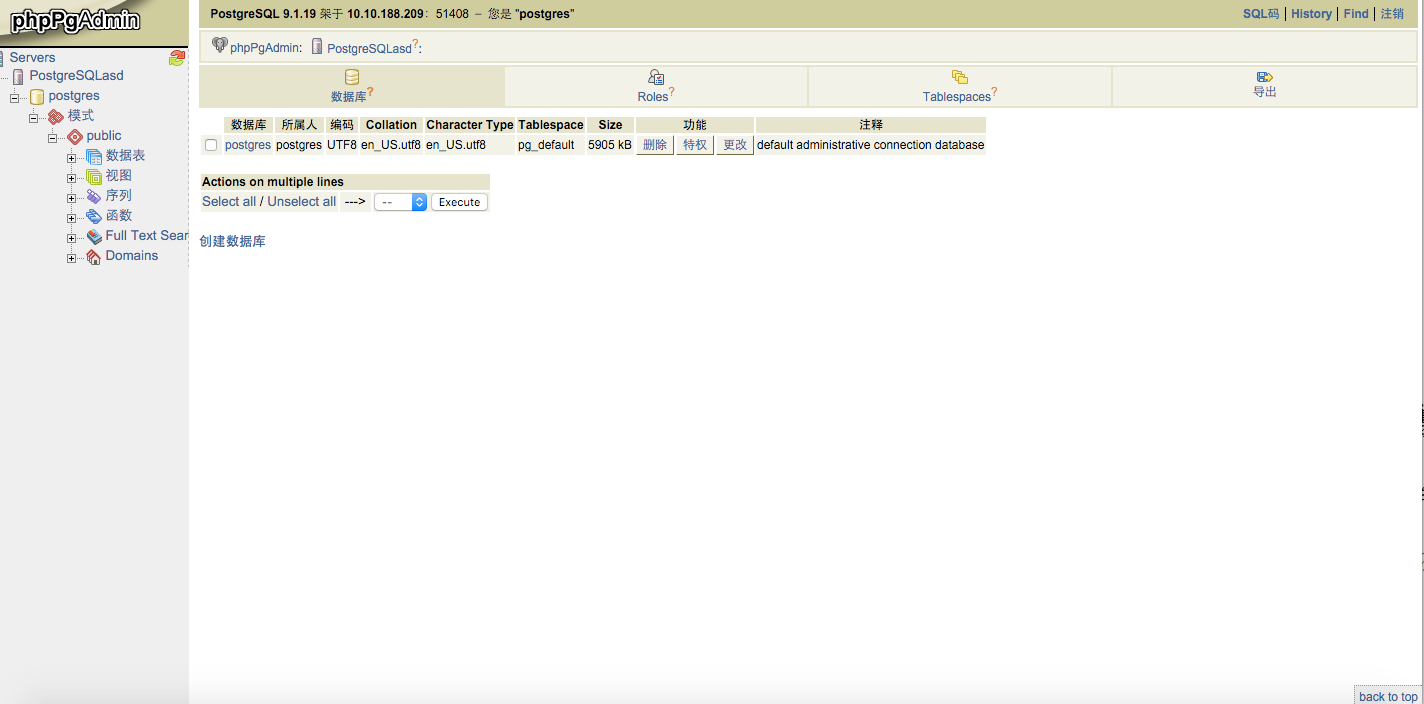 phpPgAdmin
Servers
PostgreSQLasd
postgres
模式
public
数据表
视图
序列
函数
Full Text Sear
Domains
PostgreSQL 9.1.19 架于 10.10.188.209：51408 – 您是 "postgres"
SQL码 | History | Find | 注销
phpPgAdmin: PostgreSQLasd?:
数据库? Roles? Tablespaces? 导出
数据库 所属人 编码 Collation Character Type Tablespace Size 功能 注释
postgres postgres UTF8 en_US.utf8 en_US.utf8 pg_default 5905 kB 删除 特权 更改 default administrative connection database
Actions on multiple lines
Select all / Unselect all ---> -- Execute
创建数据库
back to top